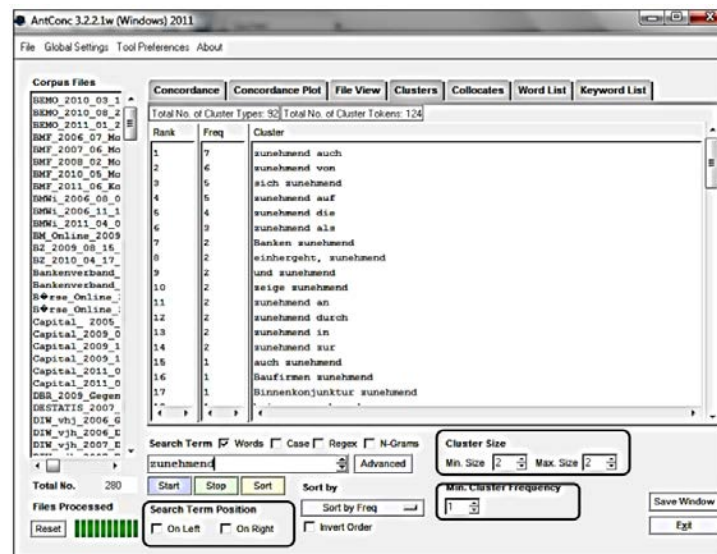 AntConc 3.2.2.1w (Windows) 2011
File Global Settings Tool Preferences About
Corpus Files
BEMO_2010_03_1
BEMO_2010_08_2
BEMO_2011_01_2
BMF_2006_07_Mo
BMF_2007_06_Mo
BMF_2008_02_Mo
BMF_2010_05_Mo
BMF_2011_06_Ko
BMWi_2006_08_0
BMWi_2006_11_1
BMWi_2011_04_0
BM_Online_2009
BZ_2009_08_15_
BZ_2010_04_17_
Bankenverband_
Bankenverband_
B�rse_Online_
B�rse_Online_
Capital_ 2005_
Capital_2009_0
Capital_2009_1
Capital_2009_1
Capital_2011_0
Capital_2011_0
DBR_2009_Gegen
DESTATIS_2007_
DIW_vhj_2006_G
DIW_vjh_2006_D
DIW_vjh_2007_E
Total No. 280
Files Processed
Reset
Concordance Concordance Plot File View Clusters Collocates Word List Keyword List
Total No. of Cluster Types: 92 Total No. of Cluster Tokens: 124
Rank Freq Cluster
1 7 zunehmend auch
2 6 zunehmend von
3 5 sich zunehmend
4 5 zunehmend auf
5 4 zunehmend die
6 3 zunehmend als
7 2 Banken zunehmend
8 2 einhergeht, zunehmend
9 2 und zunehmend
10 2 zeige zunehmend
11 2 zunehmend an
12 2 zunehmend durch
13 2 zunehmend in
14 2 zunehmend zur
15 1 auch zunehmend
16 1 Baufirmen zunehmend
17 1 Binnenkonjunktur zunehmend
Search Term Words Case Regex N-Grams
zunehmend Advanced
Start Stop Sort
Sort by
Sort by Freq
Invert Order
Search Term Position
On Left On Right
Cluster Size
Min. Size 2 Max. Size 2
Min. Cluster Frequency
1
Save Window
Exit